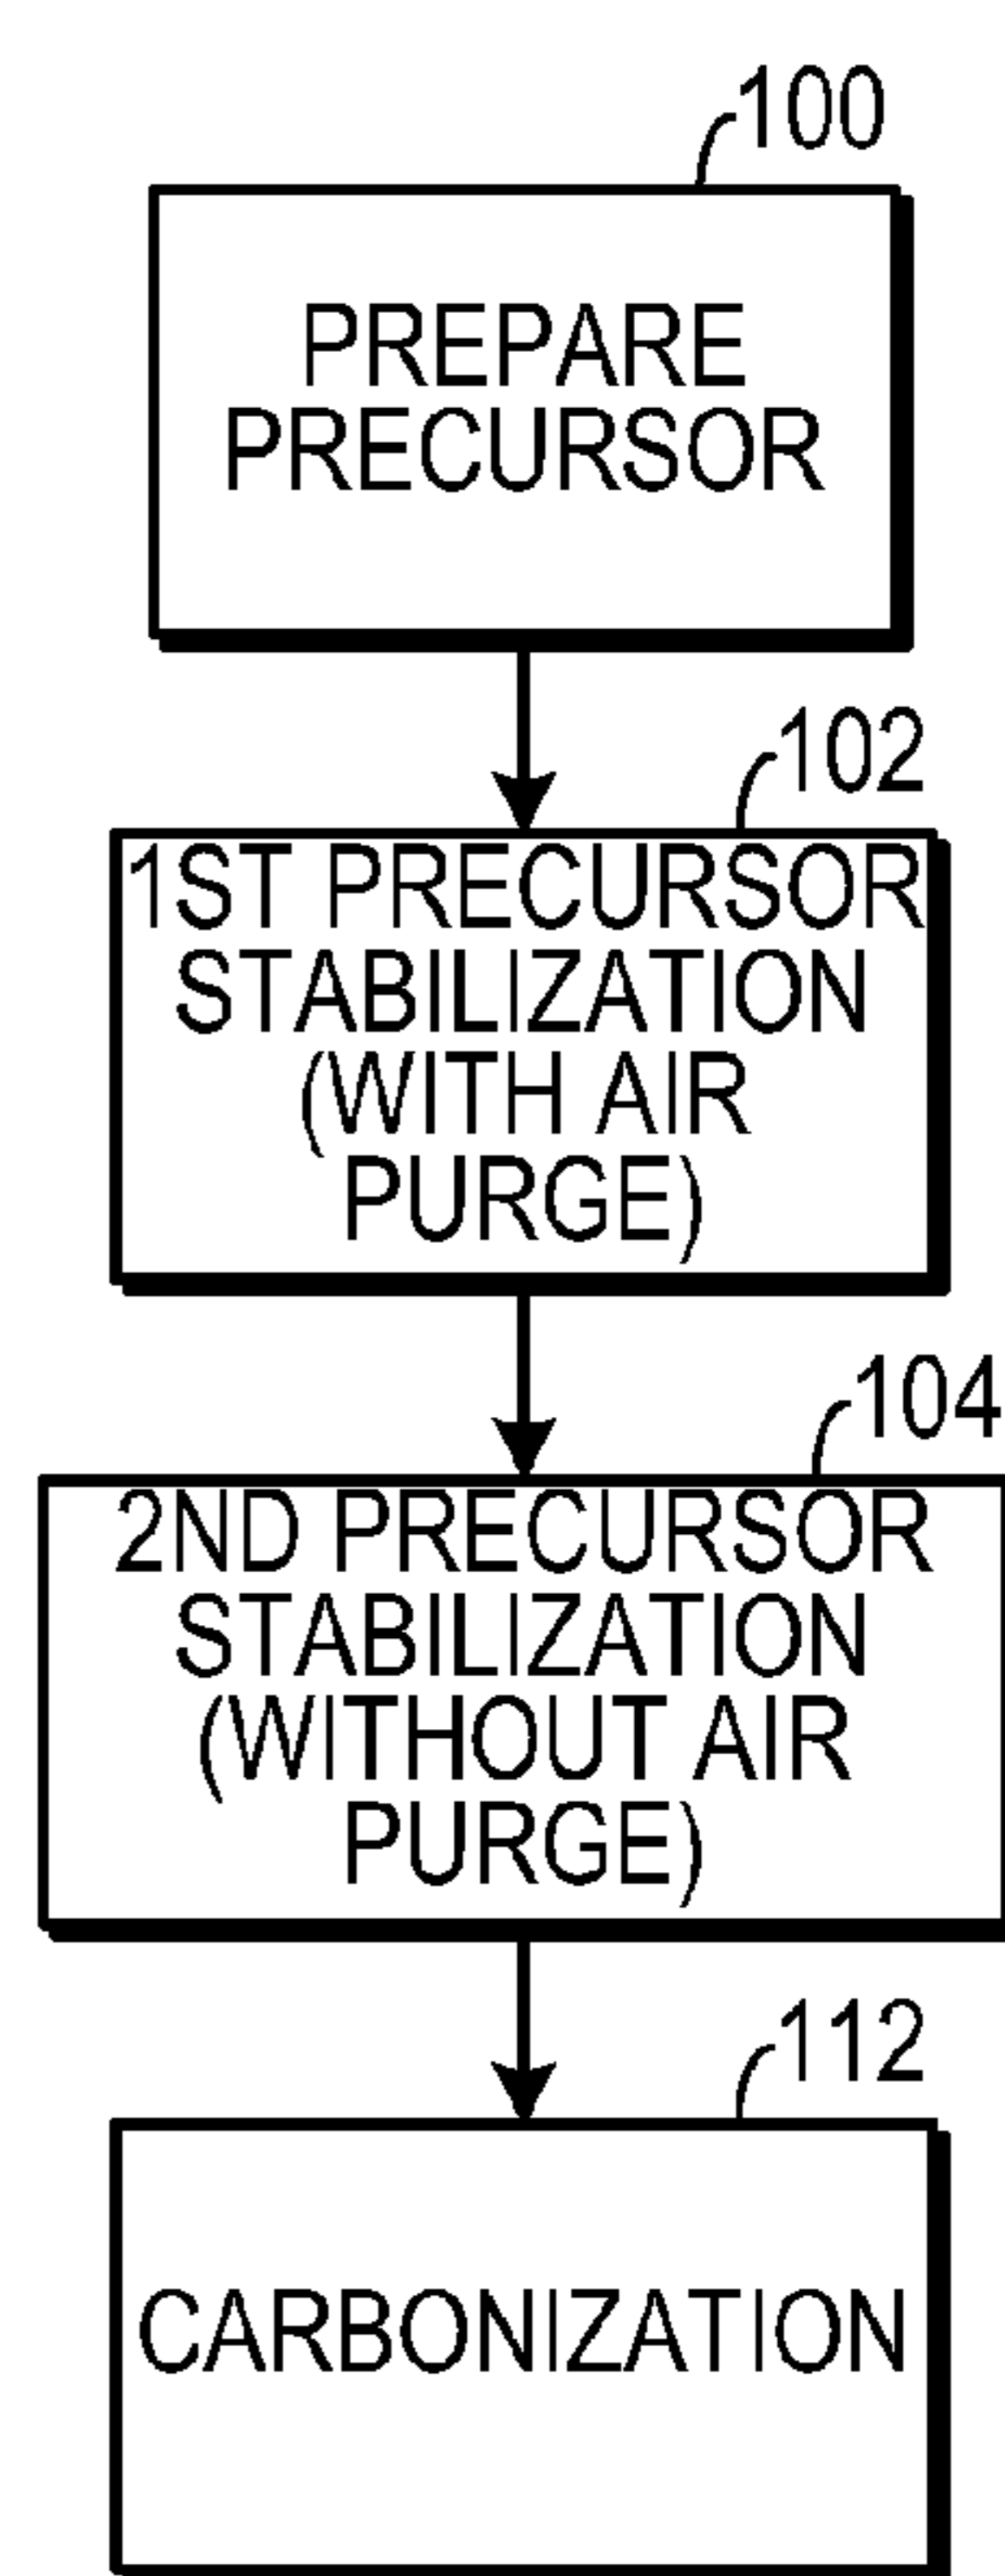 100
PREPARE
PRECURSOR
102
1ST PRECURSOR
STABILIZATION
(WITH AIR
PURGE)
104
2ND PRECURSOR
STABILIZATION
(WITHOUT AIR
PURGE)
112
CARBONIZATION